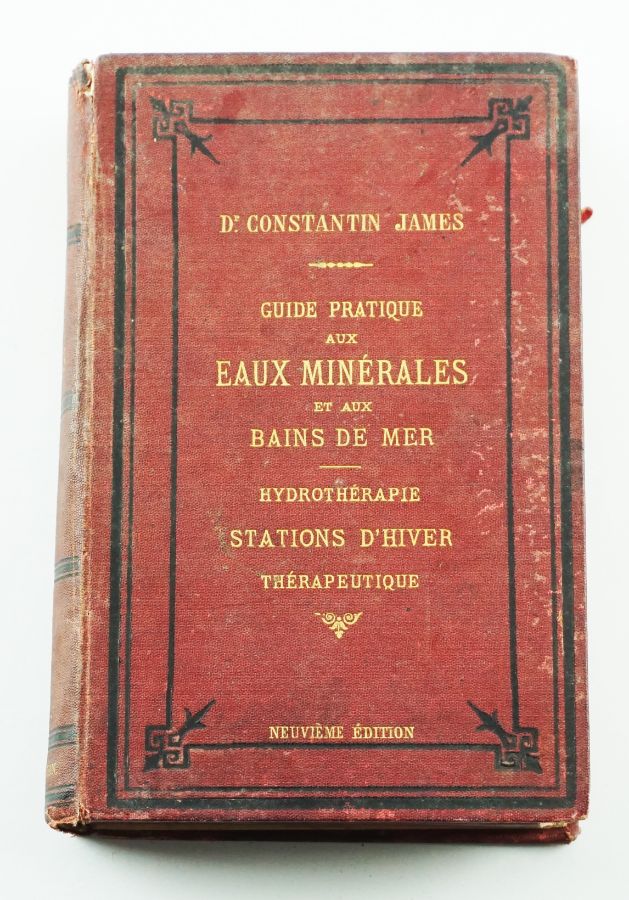 Dr CONSTANTIN JAMES
GUIDE PRATIQUE
AUX
EAUX MINÉRALES
ET AUX
BAINS DE MER
HYDROTHÉRAPIE
STATIONS D'HIVER
THÉRAPEUTIQUE
NEUVIÈME ÉDITION